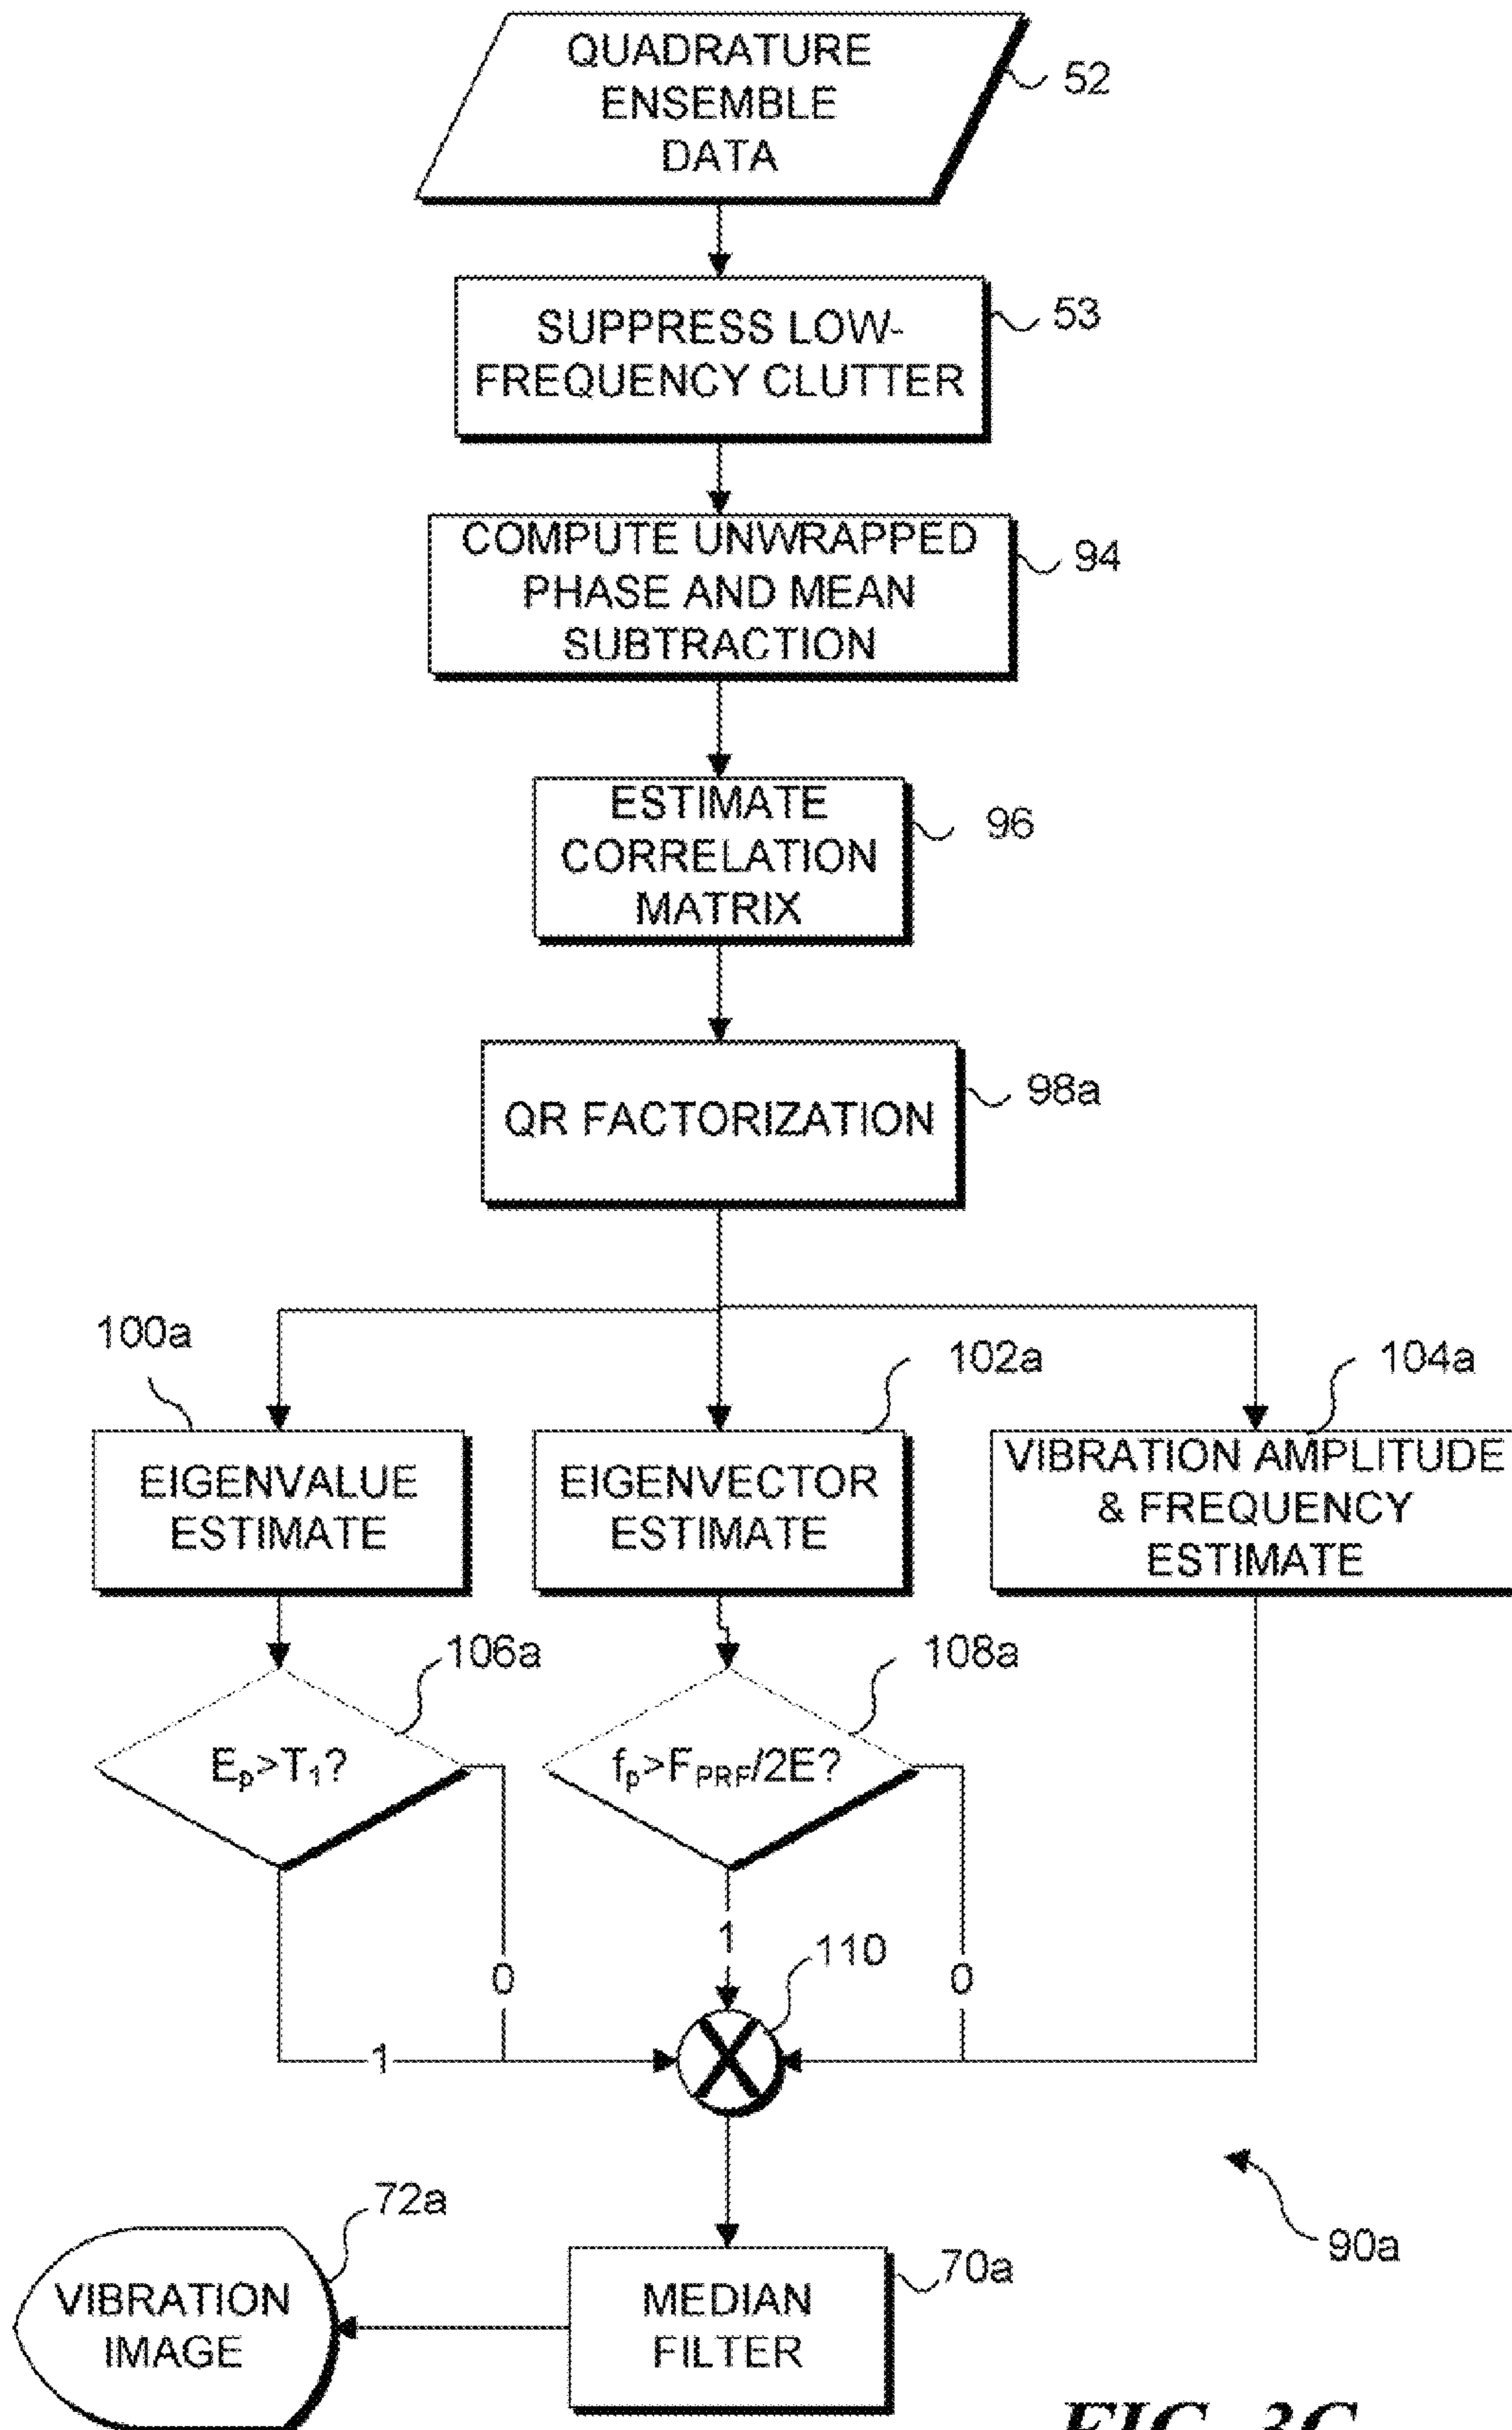 QUADRATURE
ENSEMBLE
DATA
52
SUPPRESS LOW-
FREQUENCY CLUTTER
53
COMPUTE UNWRAPPED
PHASE AND MEAN
SUBTRACTION
94
ESTIMATE
CORRELATION
MATRIX
96
QR FACTORIZATION
98a
100a
102a
104a
EIGENVALUE
ESTIMATE
EIGENVECTOR
ESTIMATE
VIBRATION AMPLITUDE
& FREQUENCY
ESTIMATE
106a
108a
Ep>T1?
fp>FPRF/2E?
1
110
0
0
1
72a
90a
70a
VIBRATION
IMAGE
MEDIAN
FILTER
FIG. 3C